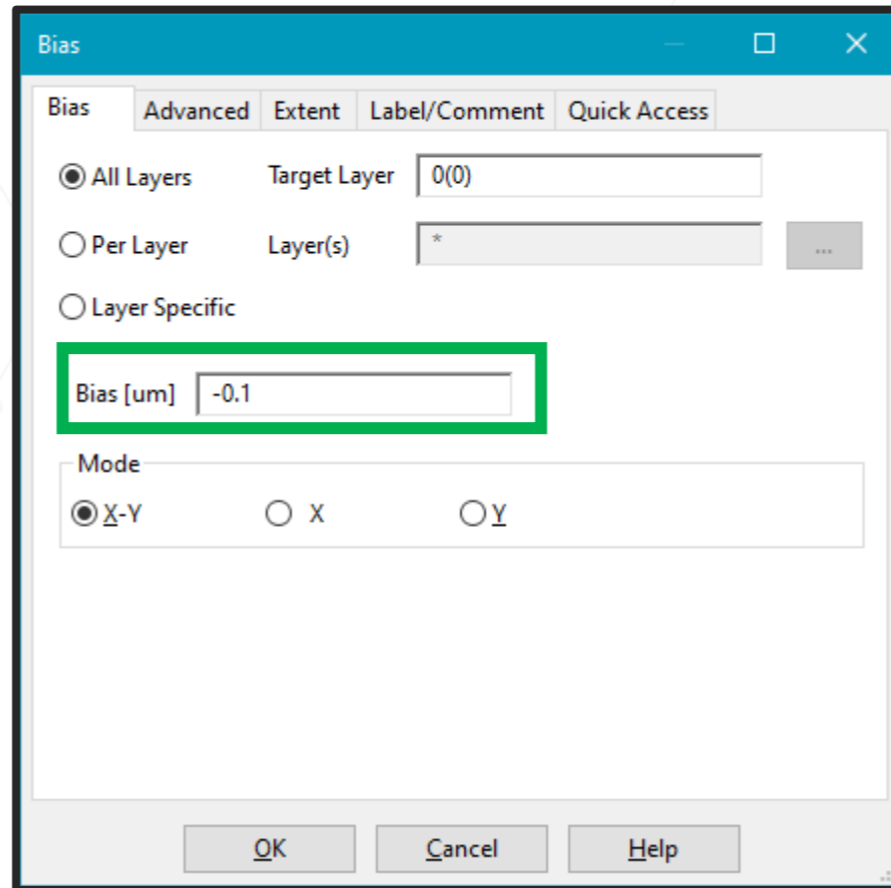 Bias
Bias Advanced Extent Label/Comment Quick Access
All Layers Target Layer 0(0)
Per Layer Layer(s) * ...
Layer Specific
Bias [um] -0.1
Mode
X-Y X Y
OK Cancel Help